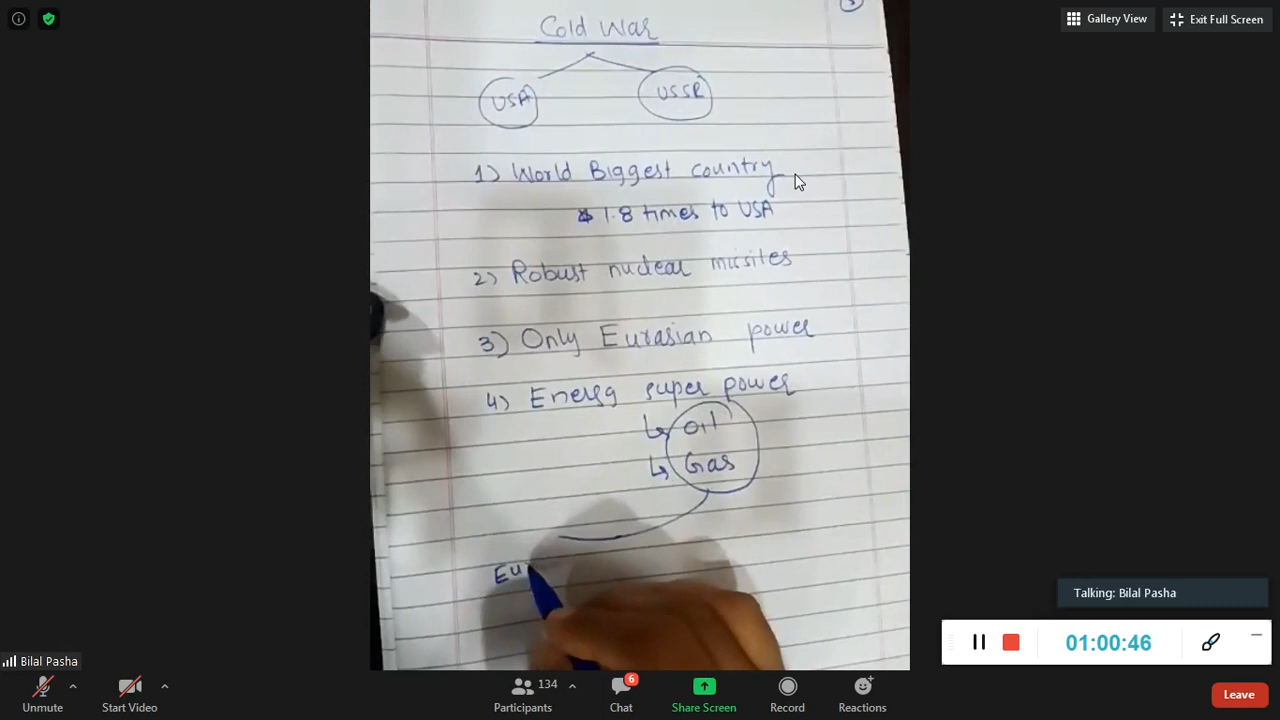 Gallery View
Exit Full Screen
Cold War
USA
USSR
1) World Biggest country
1.8 times to USA
2) Robust nuclear missites
3) Only Eurasian power
4) Energy super power
↳ Oil
↳ Gas
Eu
Talking: Bilal Pasha
01:00:46
Bilal Pasha
Unmute
Start Video
134
Participants
6
Chat
Share Screen
Record
Reactions
Leave